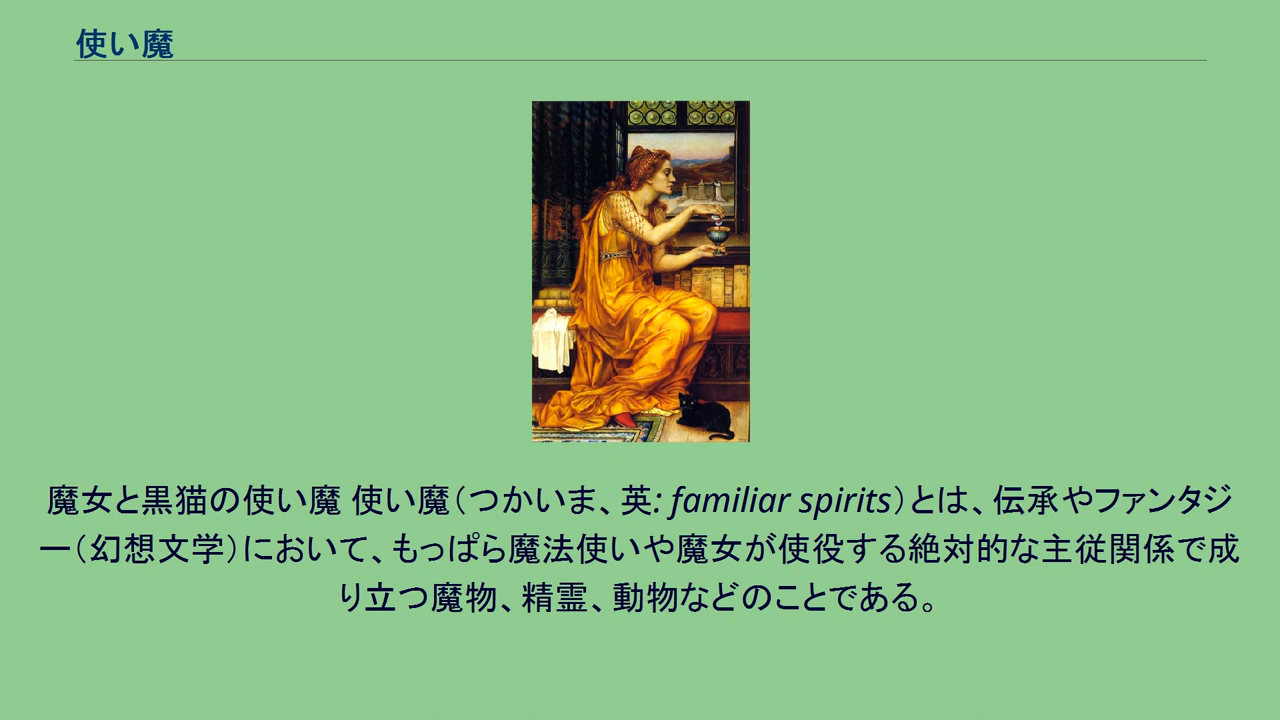 使い魔
魔女と黒猫の使い魔 使い魔（つかいま、英: familiar spirits）とは、伝承やファンタジ
ー（幻想文学）において、もっぱら魔法使いや魔女が使役する絶対的な主従関係で成
り立つ魔物、精霊、動物などのことである。